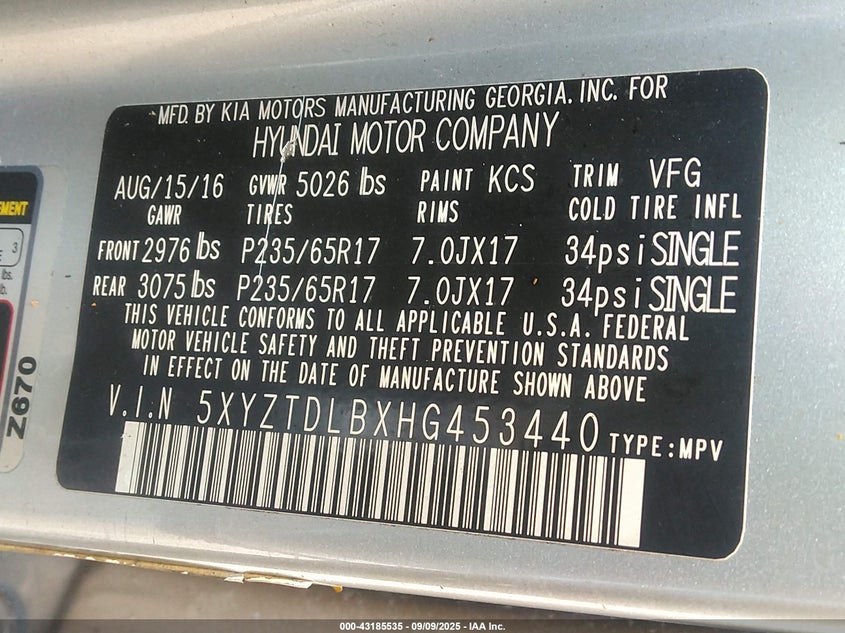 MFD. BY KIA MOTORS MANUFACTURING GEORGIA. INC. FOR
HYUNDAI MOTOR COMPANY
AUG/15/16 GVWR 5026 lbs PAINT KCS TRIM VFG
GAWR TIRES RIMS COLD TIRE INFL
FRONT 2976 lbs P235/65R17 7.0JX17 34psi SINGLE
REAR 3075 lbs P235/65R17 7.0JX17 34psi SINGLE
THIS VEHICLE CONFORMS TO ALL APPLICABLE U.S.A. FEDERAL
MOTOR VEHICLE SAFETY AND THEFT PREVENTION STANDARDS
IN EFFECT ON THE DATE OF MANUFACTURE SHOWN ABOVE
V.I.N 5XYZTDLBXHG453440 TYPE:MPV
3
lbs.
Z670
000-43185535 - 09/09/2025 - IAA Inc.